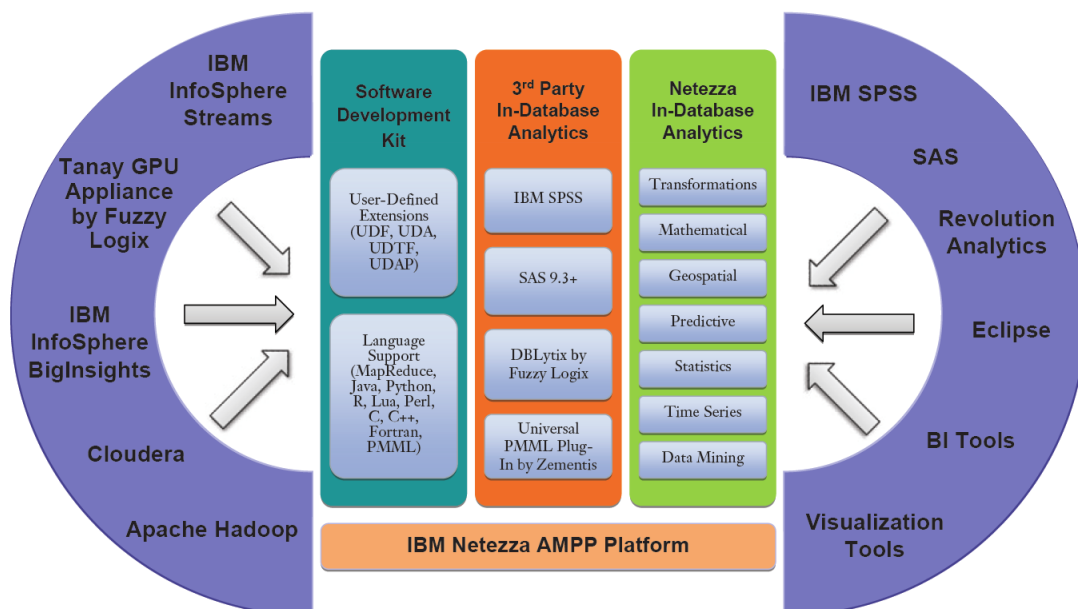 IBM
InfoSphere
Streams
Tanay GPU
Appliance
by Fuzzy
Logix
IBM
InfoSphere
BigInsights
Cloudera
Apache Hadoop
Software
Development
Kit
User-Defined
Extensions
(UDF, UDA,
UDTF,
UDAP)
Language
Support
(MapReduce,
Java, Python,
R, Lua, Perl,
C, C++,
Fortran,
PMML)
3rd Party
In-Database
Analytics
IBM SPSS
SAS 9.3+
DBLytix by
Fuzzy Logix
Universal
PMML Plug-
In by Zementis
Netezza
In-Database
Analytics
Transformations
Mathematical
Geospatial
Predictive
Statistics
Time Series
Data Mining
IBM Netezza AMPP Platform
IBM SPSS
SAS
Revolution
Analytics
Eclipse
BI Tools
Visualization
Tools